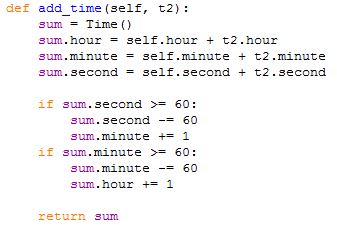 def add_time(self, t2):
    sum = Time()
    sum.hour = self.hour + t2.hour
    sum.minute = self.minute + t2.minute
    sum.second = self.second + t2.second

    if sum.second >= 60:
        sum.second -= 60
        sum.minute += 1
    if sum.minute >= 60:
        sum.minute -= 60
        sum.hour += 1

    return sum